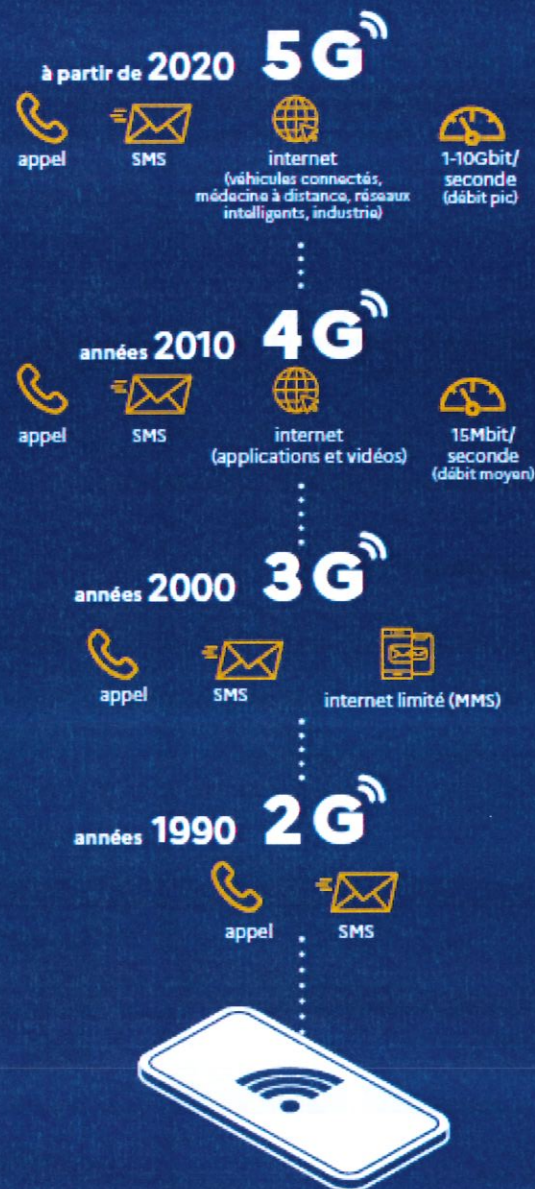 à partir de 2020 5G
appel
SMS
internet
(véhicules connectés,
médecine à distance, réseaux
intelligents, industrie)
1-10Gbit/
seconde
(débit pic)
années 2010 4G
appel
SMS
internet
(applications et vidéos)
15Mbit/
seconde
(débit moyen)
années 2000 3G
appel
SMS
internet limité (MMS)
années 1990 2G
appel
SMS